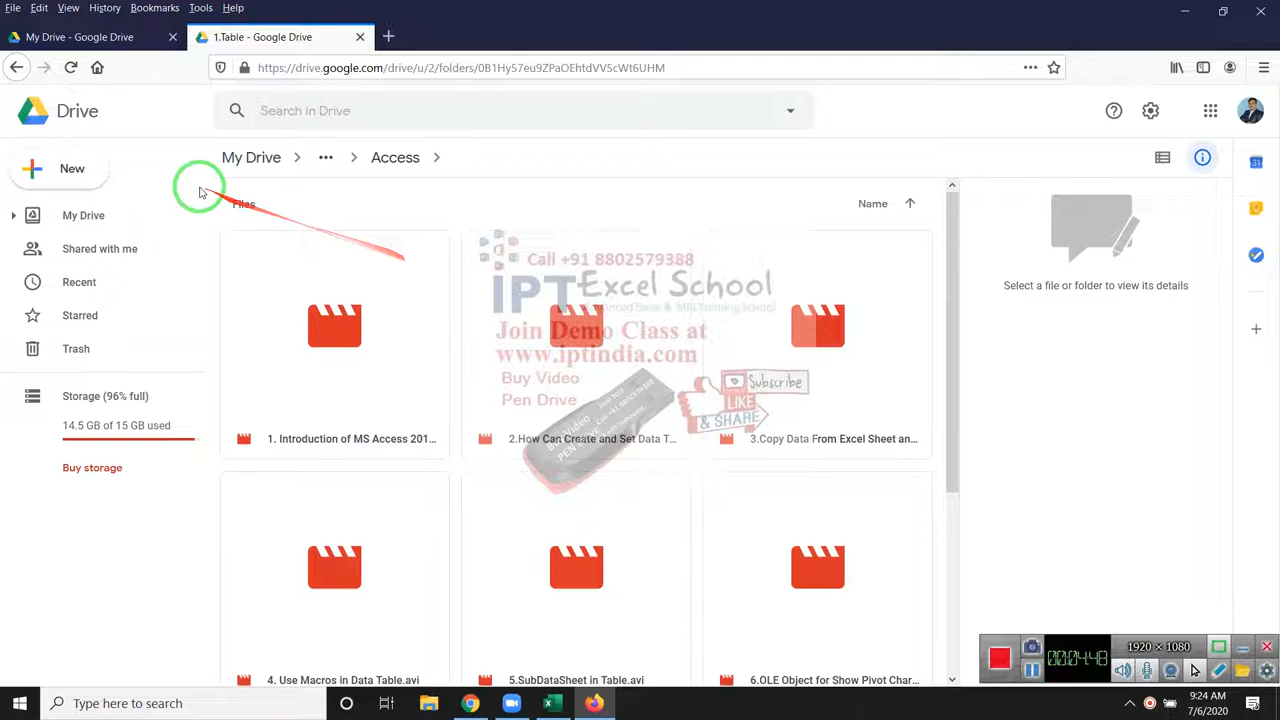 File Edit View History Bookmarks Tools Help
My Drive - Google Drive
1.Table - Google Drive
https://drive.google.com/drive/u/2/folders/0B1Hy57eu9ZPaOEhtdVV5cWt6UHM
Drive
Search in Drive
New
My Drive
Access
My Drive
Shared with me
Recent
Starred
Trash
Storage (96% full)
14.5 GB of 15 GB used
Buy storage
Files
Name
Call +91 8802579388
IPT Excel School
Join Demo Class at
www.iptindia.com
Buy Video
Pen Drive
Subscribe
LIKE
& SHARE
1. Introduction of MS Access 201...
2.How Can Create and Set Data T...
3.Copy Data From Excel Sheet an...
4. Use Macros in Data Table.avi
5.SubDataSheet in Table.avi
6.OLE Object for Show Pivot Char...
Select a file or folder to view its details
31
1920 × 1080
00:04:43
Type here to search
9:24 AM
7/6/2020